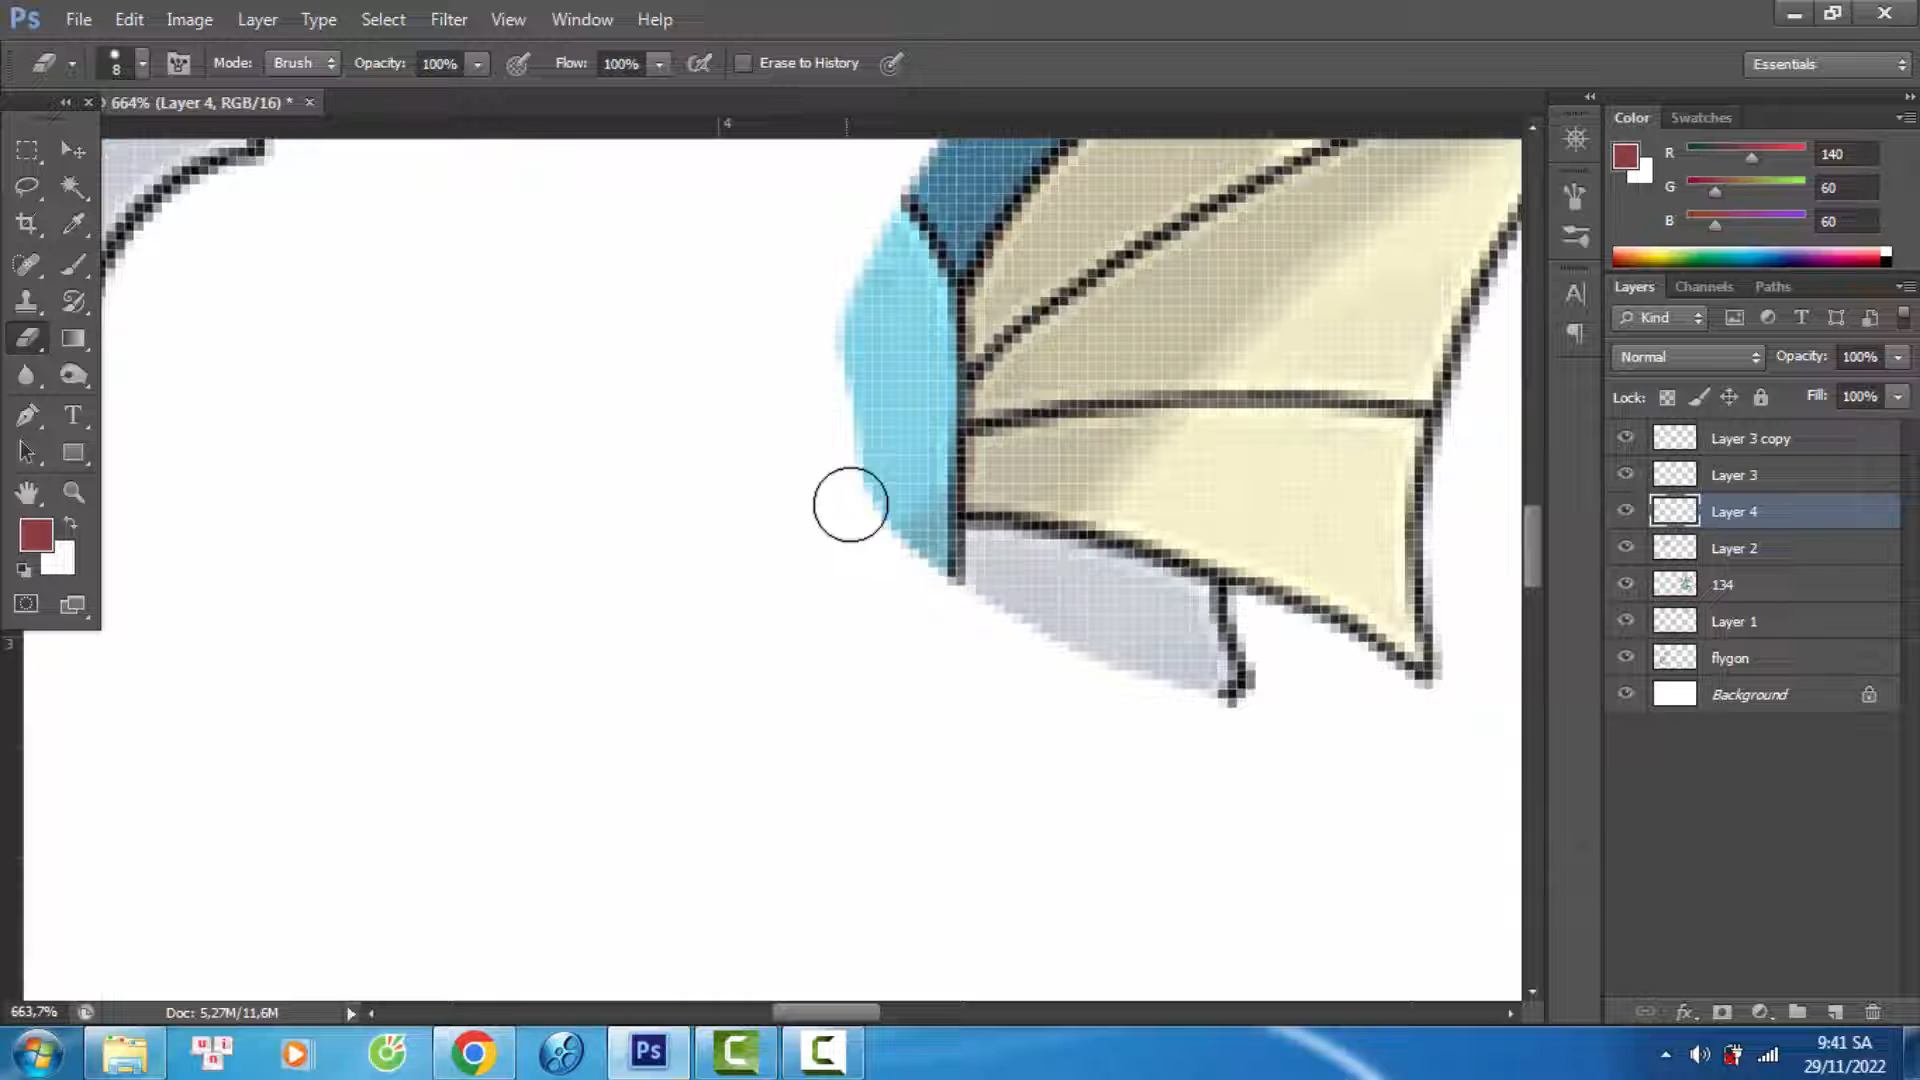 Ps File Edit Image Layer Type Select Filter View Window Help
8 Mode: Brush Opacity: 100% Flow: 100% Erase to History Essentials
664% (Layer 4, RGB/16) * ×
4
3
Color Swatches
R 140
G 60
B 60
Layers Channels Paths
Kind
Normal Opacity: 100%
Lock: Fill: 100%
Layer 3 copy
Layer 3
Layer 4
Layer 2
134
Layer 1
flygon
Background
663,7% Doc: 5,27M/11,6M
Ps
9:41 SA
29/11/2022